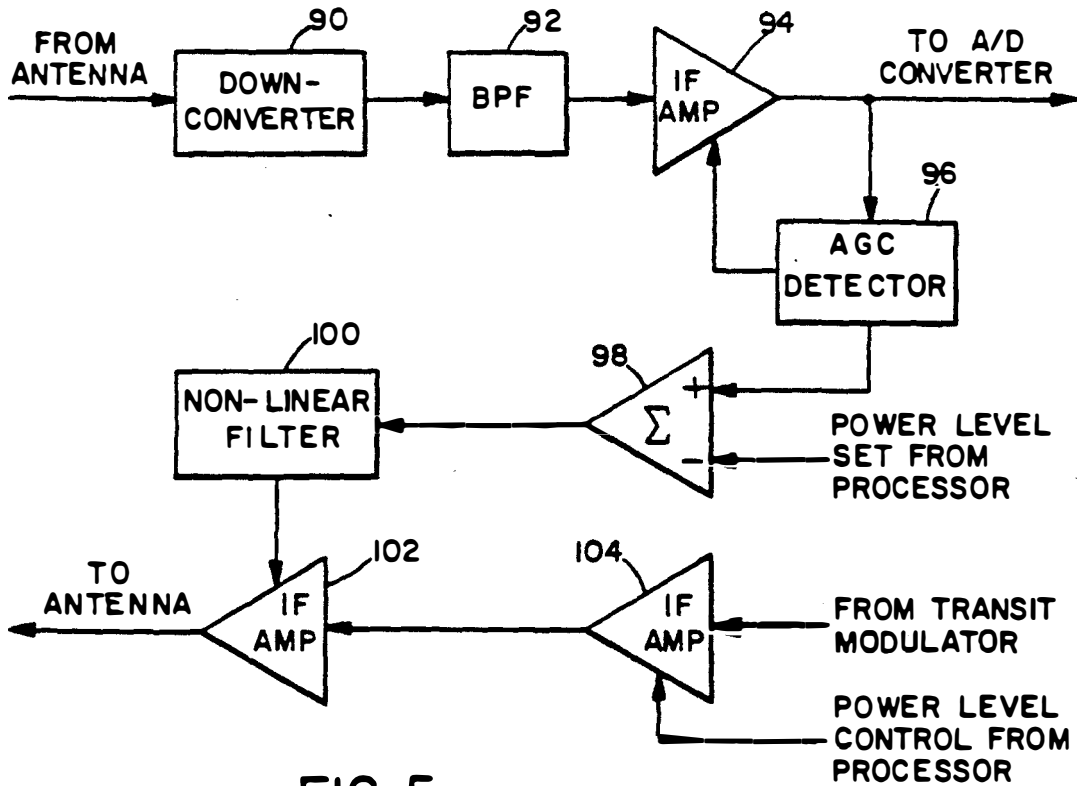 90
92
94
FROM
ANTENNA
DOWN-
CONVERTER
BPF
IF
AMP
TO A/D
CONVERTER
96
AGC
DETECTOR
100
98
NON-LINEAR
FILTER
Σ
+
-
POWER LEVEL
SET FROM
PROCESSOR
102
104
TO
ANTENNA
IF
AMP
IF
AMP
FROM TRANSIT
MODULATOR
POWER LEVEL
CONTROL FROM
PROCESSOR